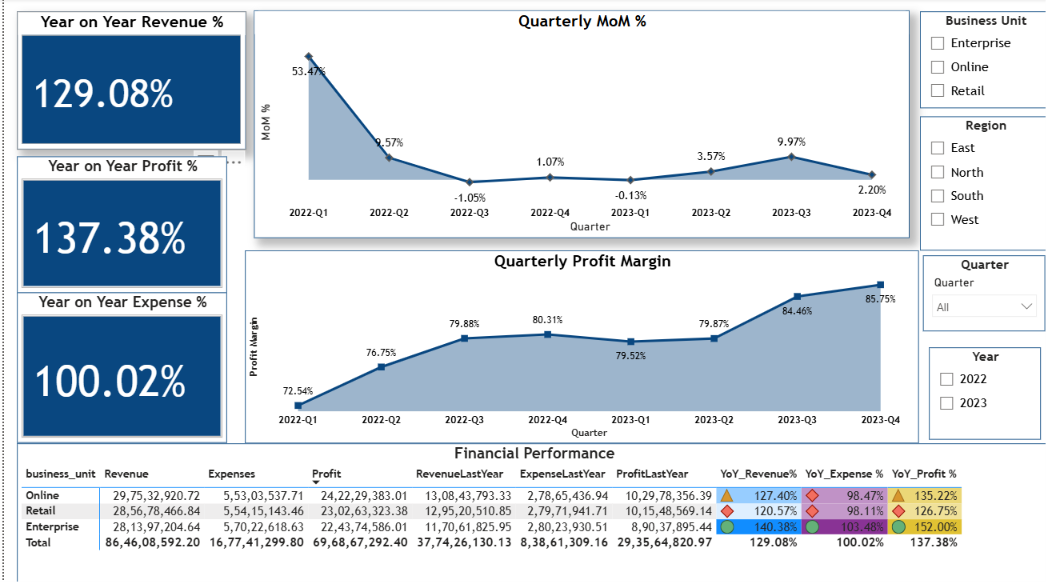 Year on Year Revenue %
129.08%
Year on Year Profit %
137.38%
Year on Year Expense %
100.02%
Quarterly MoM %
MoM %
53.47%
9.57%
-1.05%
1.07%
-0.13%
3.57%
9.97%
2.20%
2022-Q1 2022-Q2 2022-Q3 2022-Q4 2023-Q1 2023-Q2 2023-Q3 2023-Q4
Quarter
Quarterly Profit Margin
Profit Margin
72.54%
76.75%
79.88%
80.31%
79.52%
79.87%
84.46%
85.75%
2022-Q1 2022-Q2 2022-Q3 2022-Q4 2023-Q1 2023-Q2 2023-Q3 2023-Q4
Quarter
Business Unit
Enterprise
Online
Retail
Region
East
North
South
West
Quarter
Quarter
All
Year
2022
2023
Financial Performance
business_unit Revenue Expenses Profit RevenueLastYear ExpenseLastYear ProfitLastYear YoY_Revenue% YoY_Expense % YoY_Profit %
Online 29,75,32,920.72 5,53,03,537.71 24,22,29,383.01 13,08,43,793.33 2,78,65,436.94 10,29,78,356.39 127.40% 98.47% 135.22%
Retail 28,56,78,466.84 5,54,15,143.46 23,02,63,323.38 12,95,20,510.85 2,79,71,941.71 10,15,48,569.14 120.57% 98.11% 126.75%
Enterprise 28,13,97,204.64 5,70,22,618.63 22,43,74,586.01 11,70,61,825.95 2,80,23,930.51 8,90,37,895.44 140.38% 103.48% 152.00%
Total 86,46,08,592.20 16,77,41,299.80 69,68,67,292.40 37,74,26,130.13 8,38,61,309.16 29,35,64,820.97 129.08% 100.02% 137.38%